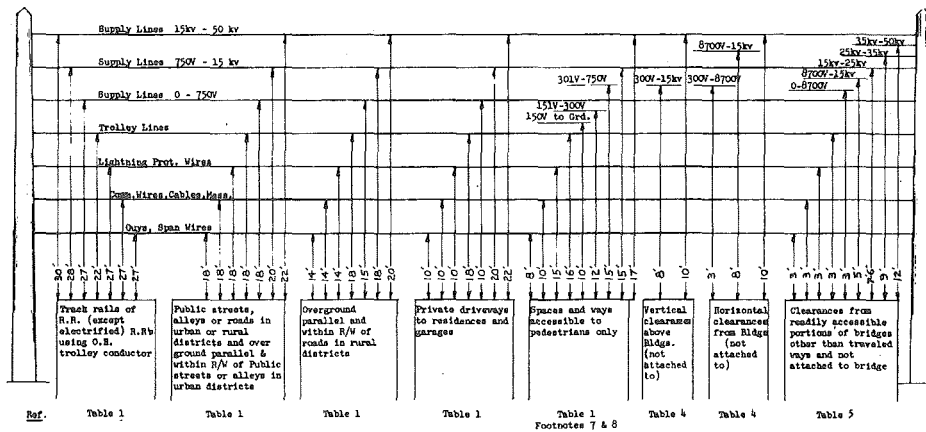 Supply Lines 15kv - 50 kv
8700V-15kv
35kv-50kv
25kv-35kv
Supply Lines 750V - 15 kv
15kv-25kv
301V-750V
300V-15kv
300V-8700V
8700V-15kv
0-8700V
Supply Lines 0 - 750V
151V-300V
150V to Grd.
Trolley Lines
Lightning Prot. Wires
Comm.Wires,Cables,Mess.
Guys, Span Wires
30' 28' 27' 22' 27' 27' 27'
18' 18' 18' 18' 18' 20' 22'
14' 14' 14' 18' 15' 18' 20'
10' 10' 10' 18' 10' 20' 22'
8' 10' 15' 16' 10' 12' 15' 15' 17'
8' 10'
3' 8' 10'
3' 3' 3' 3' 3' 5' 7'6" 9' 12'
Track rails of
R.R. (except
electrified) R.Rs
using O.H.
trolley conductor
Public streets,
alleys or roads in
urban or rural
districts and over
ground parallel &
within R/W of Public
streets or alleys in
urban districts
Overground
parallel and
within R/W of
roads in rural
districts
Private driveways
to residences and
garages
Spaces and ways
accessible to
pedestrians only
Vertical
clearances
above
Bldgs.
(not
attached
to)
Horizontal
clearances
from Bldgs
(not
attached
to)
Clearances from
readily accessible
portions of bridges
other than traveled
ways and not
attached to bridge
Ref.
Table 1
Table 1
Table 1
Table 1
Table 1
Footnotes 7 & 8
Table 4
Table 4
Table 5